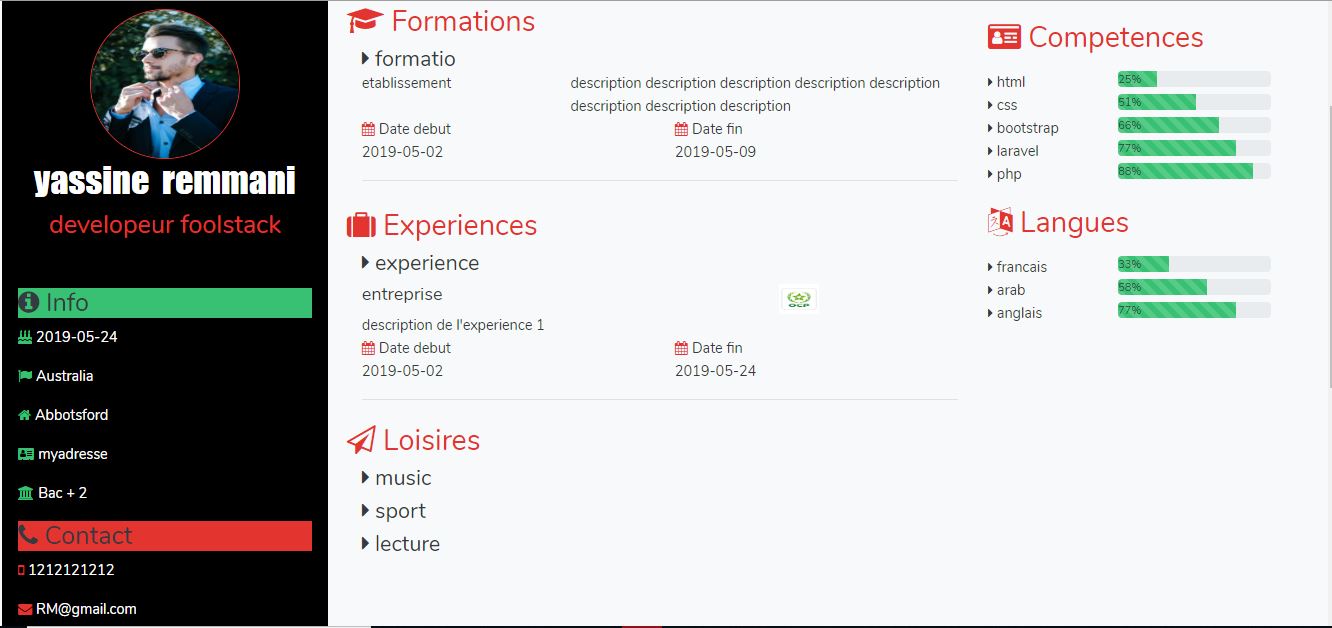 yassine remmani
developeur foolstack
Info
2019-05-24
Australia
Abbotsford
myadresse
Bac + 2
Contact
1212121212
RM@gmail.com
Formations
formatio
etablissement
description description description description description
description description description
Date debut
Date fin
2019-05-02
2019-05-09
Experiences
experience
entreprise
OCP
description de l'experience 1
Date debut
Date fin
2019-05-02
2019-05-24
Loisires
music
sport
lecture
Competences
html 25%
css 51%
bootstrap 66%
laravel 77%
php 88%
Langues
francais 33%
arab 58%
anglais 77%